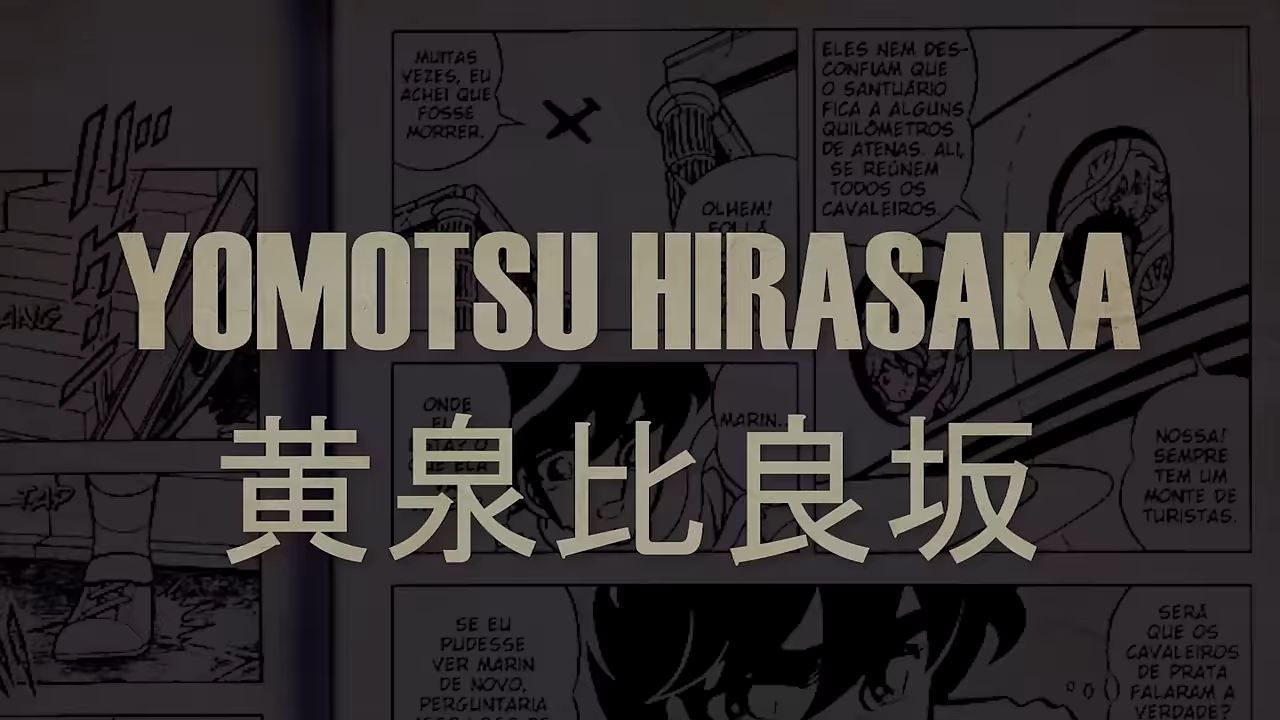 MUITAS
VEZES, EU
ACHEI QUE
FOSSE
MORRER.
OLHEM!
ELES NEM DES-
CONFIAM QUE
O SANTUÁRIO
FICA A ALGUNS
QUILÔMETROS
DE ATENAS. ALI,
SE REÚNEM
TODOS OS
CAVALEIROS.
YOMOTSU HIRASAKA
黄泉比良坂
ONDE
MARIN...
NOSSA!
SEMPRE
TEM UM
MONTE DE
TURISTAS.
TAP
SE EU
PUDESSE
VER MARIN
DE NOVO,
PERGUNTARIA
SERÁ
QUE OS
CAVALEIROS
DE PRATA
FALARAM A
VERDADE?